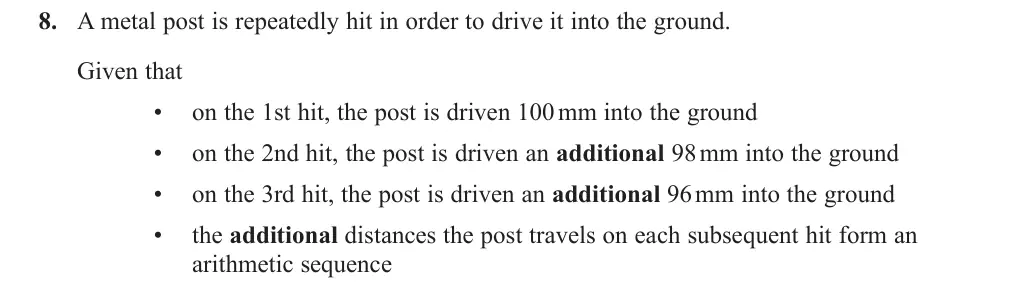 8. A metal post is repeatedly hit in order to drive it into the ground.
Given that
• on the 1st hit, the post is driven 100 mm into the ground
• on the 2nd hit, the post is driven an additional 98 mm into the ground
• on the 3rd hit, the post is driven an additional 96 mm into the ground
• the additional distances the post travels on each subsequent hit form an
arithmetic sequence